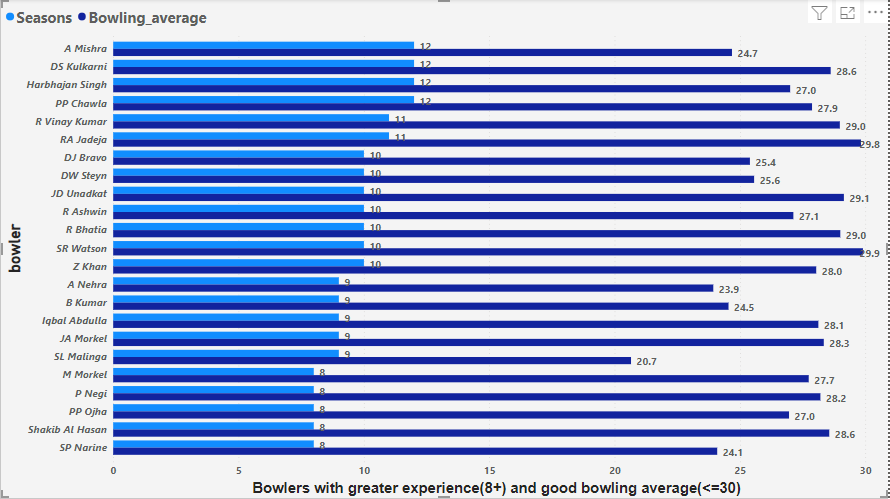 Seasons Bowling_average
A Mishra 12 24.7
DS Kulkarni 12 28.6
Harbhajan Singh 12 27.0
PP Chawla 12 27.9
R Vinay Kumar 11 29.0
RA Jadeja 11 29.8
DJ Bravo 10 25.4
DW Steyn 10 25.6
JD Unadkat 10 29.1
R Ashwin 10 27.1
R Bhatia 10 29.0
SR Watson 10 29.9
Z Khan 10 28.0
A Nehra 9 23.9
B Kumar 9 24.5
Iqbal Abdulla 9 28.1
JA Morkel 9 28.3
SL Malinga 9 20.7
M Morkel 8 27.7
P Negi 8 28.2
PP Ojha 8 27.0
Shakib Al Hasan 8 28.6
SP Narine 8 24.1
bowler
0 5 10 15 20 25 30
Bowlers with greater experience(8+) and good bowling average(<=30)